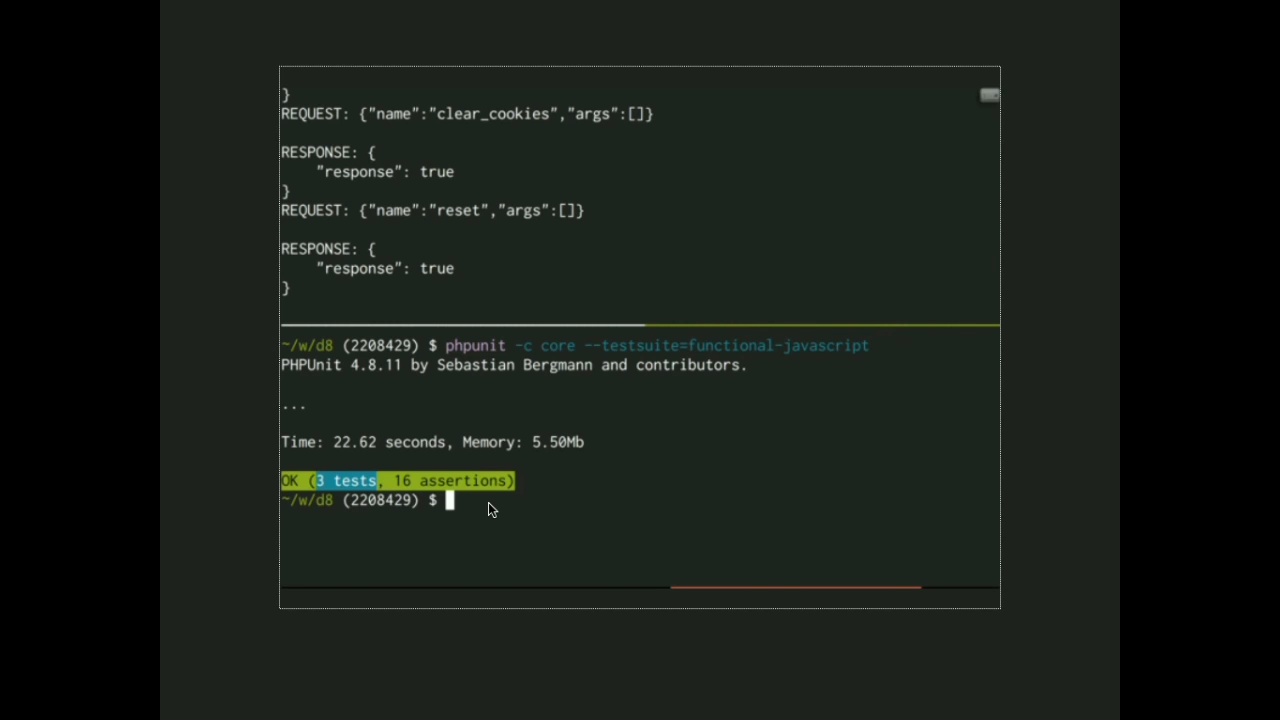 }
REQUEST: {"name":"clear_cookies","args":[]}
RESPONSE: {
"response": true
}
REQUEST: {"name":"reset","args":[]}
RESPONSE: {
"response": true
}
~/w/d8 (2208429) $ phpunit -c core --testsuite=functional-javascript
PHPUnit 4.8.11 by Sebastian Bergmann and contributors.
...
Time: 22.62 seconds, Memory: 5.50Mb
OK (3 tests, 16 assertions)
~/w/d8 (2208429) $